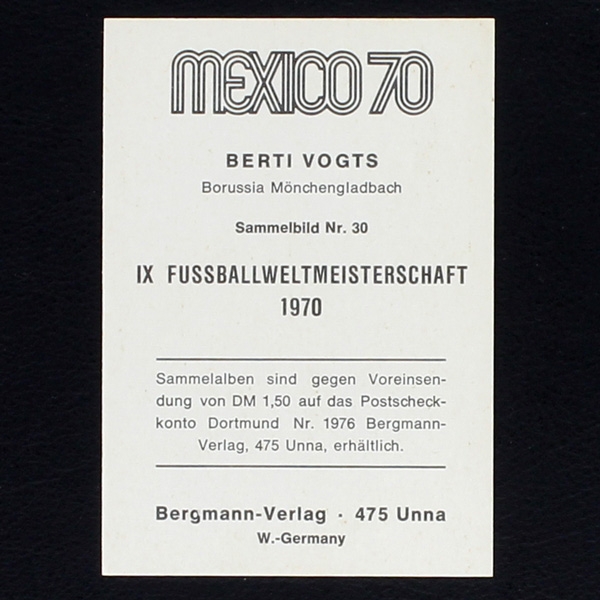 MEXICO 70
BERTI VOGTS
Borussia Mönchengladbach
Sammelbild Nr. 30
IX FUSSBALLWELTMEISTERSCHAFT
1970
Sammelalben sind gegen Voreinsen-
dung von DM 1,50 auf das Postscheck-
konto Dortmund Nr. 1976 Bergmann-
Verlag, 475 Unna, erhältlich.
Bergmann-Verlag · 475 Unna
W.-Germany